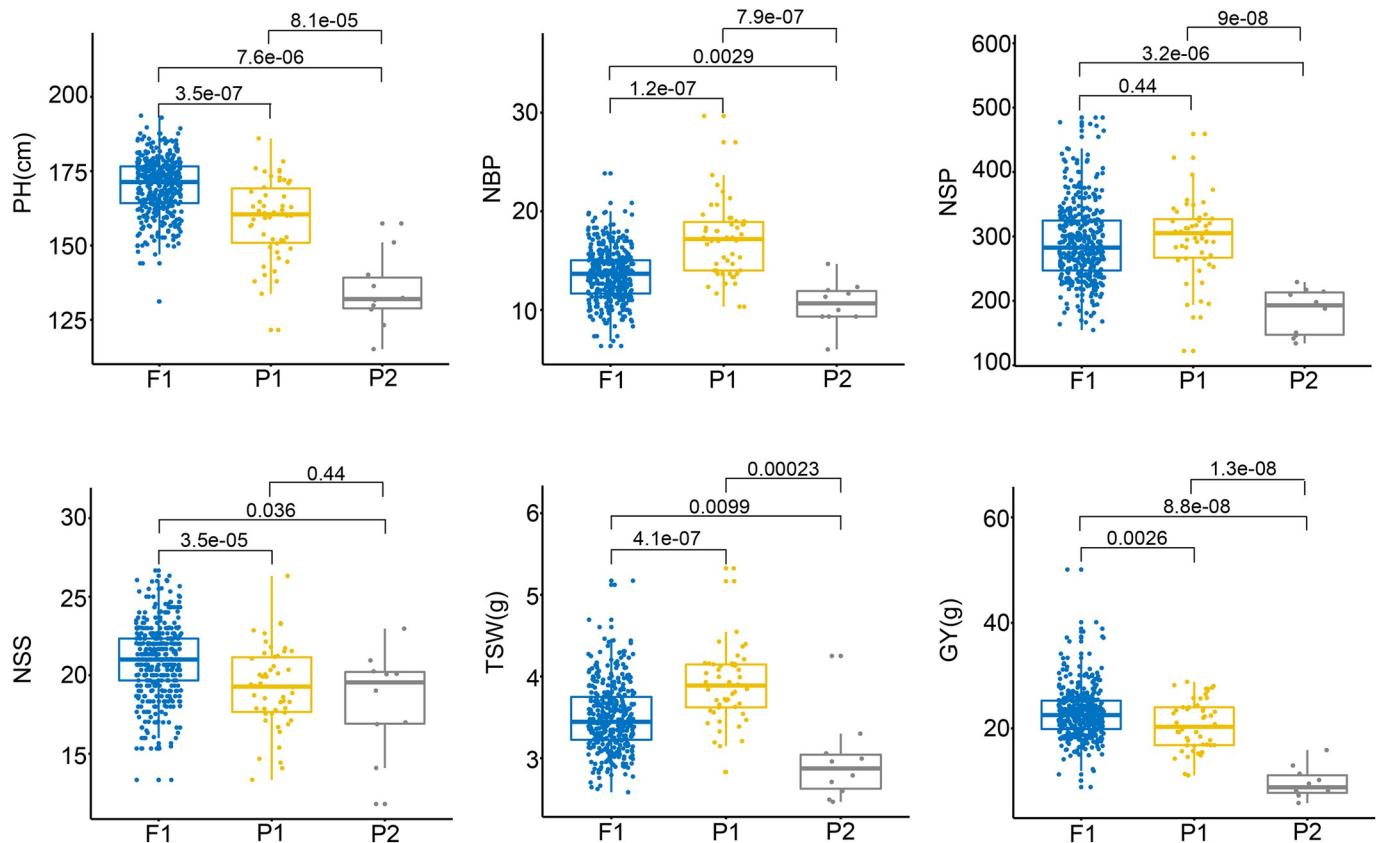 8.1e-05
7.6e-06
3.5e-07
PH(cm)
200
175
150
125
F1 P1 P2
7.9e-07
0.0029
1.2e-07
NBP
30
20
10
F1 P1 P2
9e-08
3.2e-06
0.44
NSP
600
500
400
300
200
100
F1 P1 P2
0.44
0.036
3.5e-05
NSS
30
25
20
15
F1 P1 P2
0.00023
0.0099
4.1e-07
TSW(g)
6
5
4
3
F1 P1 P2
1.3e-08
8.8e-08
0.0026
GY(g)
60
40
20
F1 P1 P2